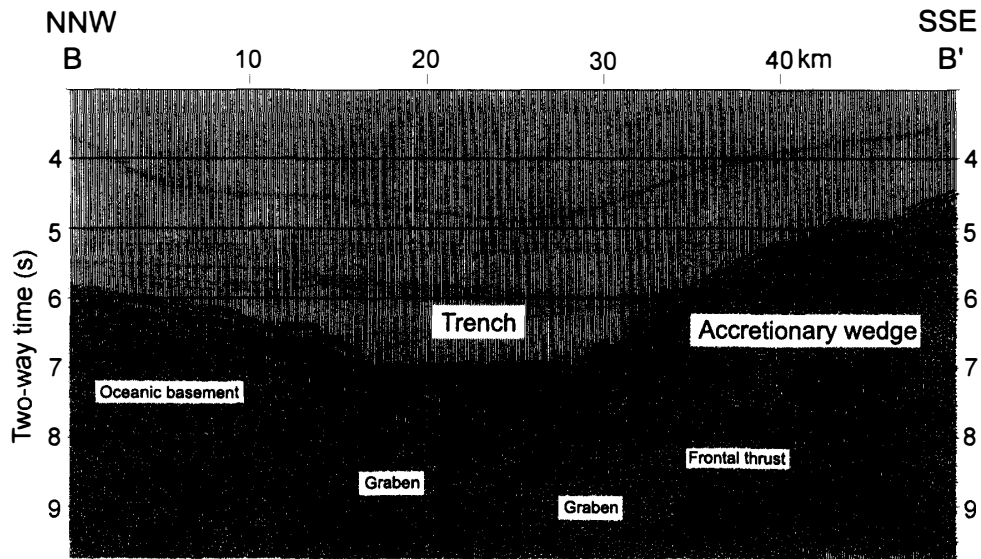 NNW SSE
B 10 20 30 40 km B'
4 4
5 5
6 6
Trench Accretionary wedge
7 7
Oceanic basement
8 8
Frontal thrust
Graben
9 Graben 9
Two-way time (s)